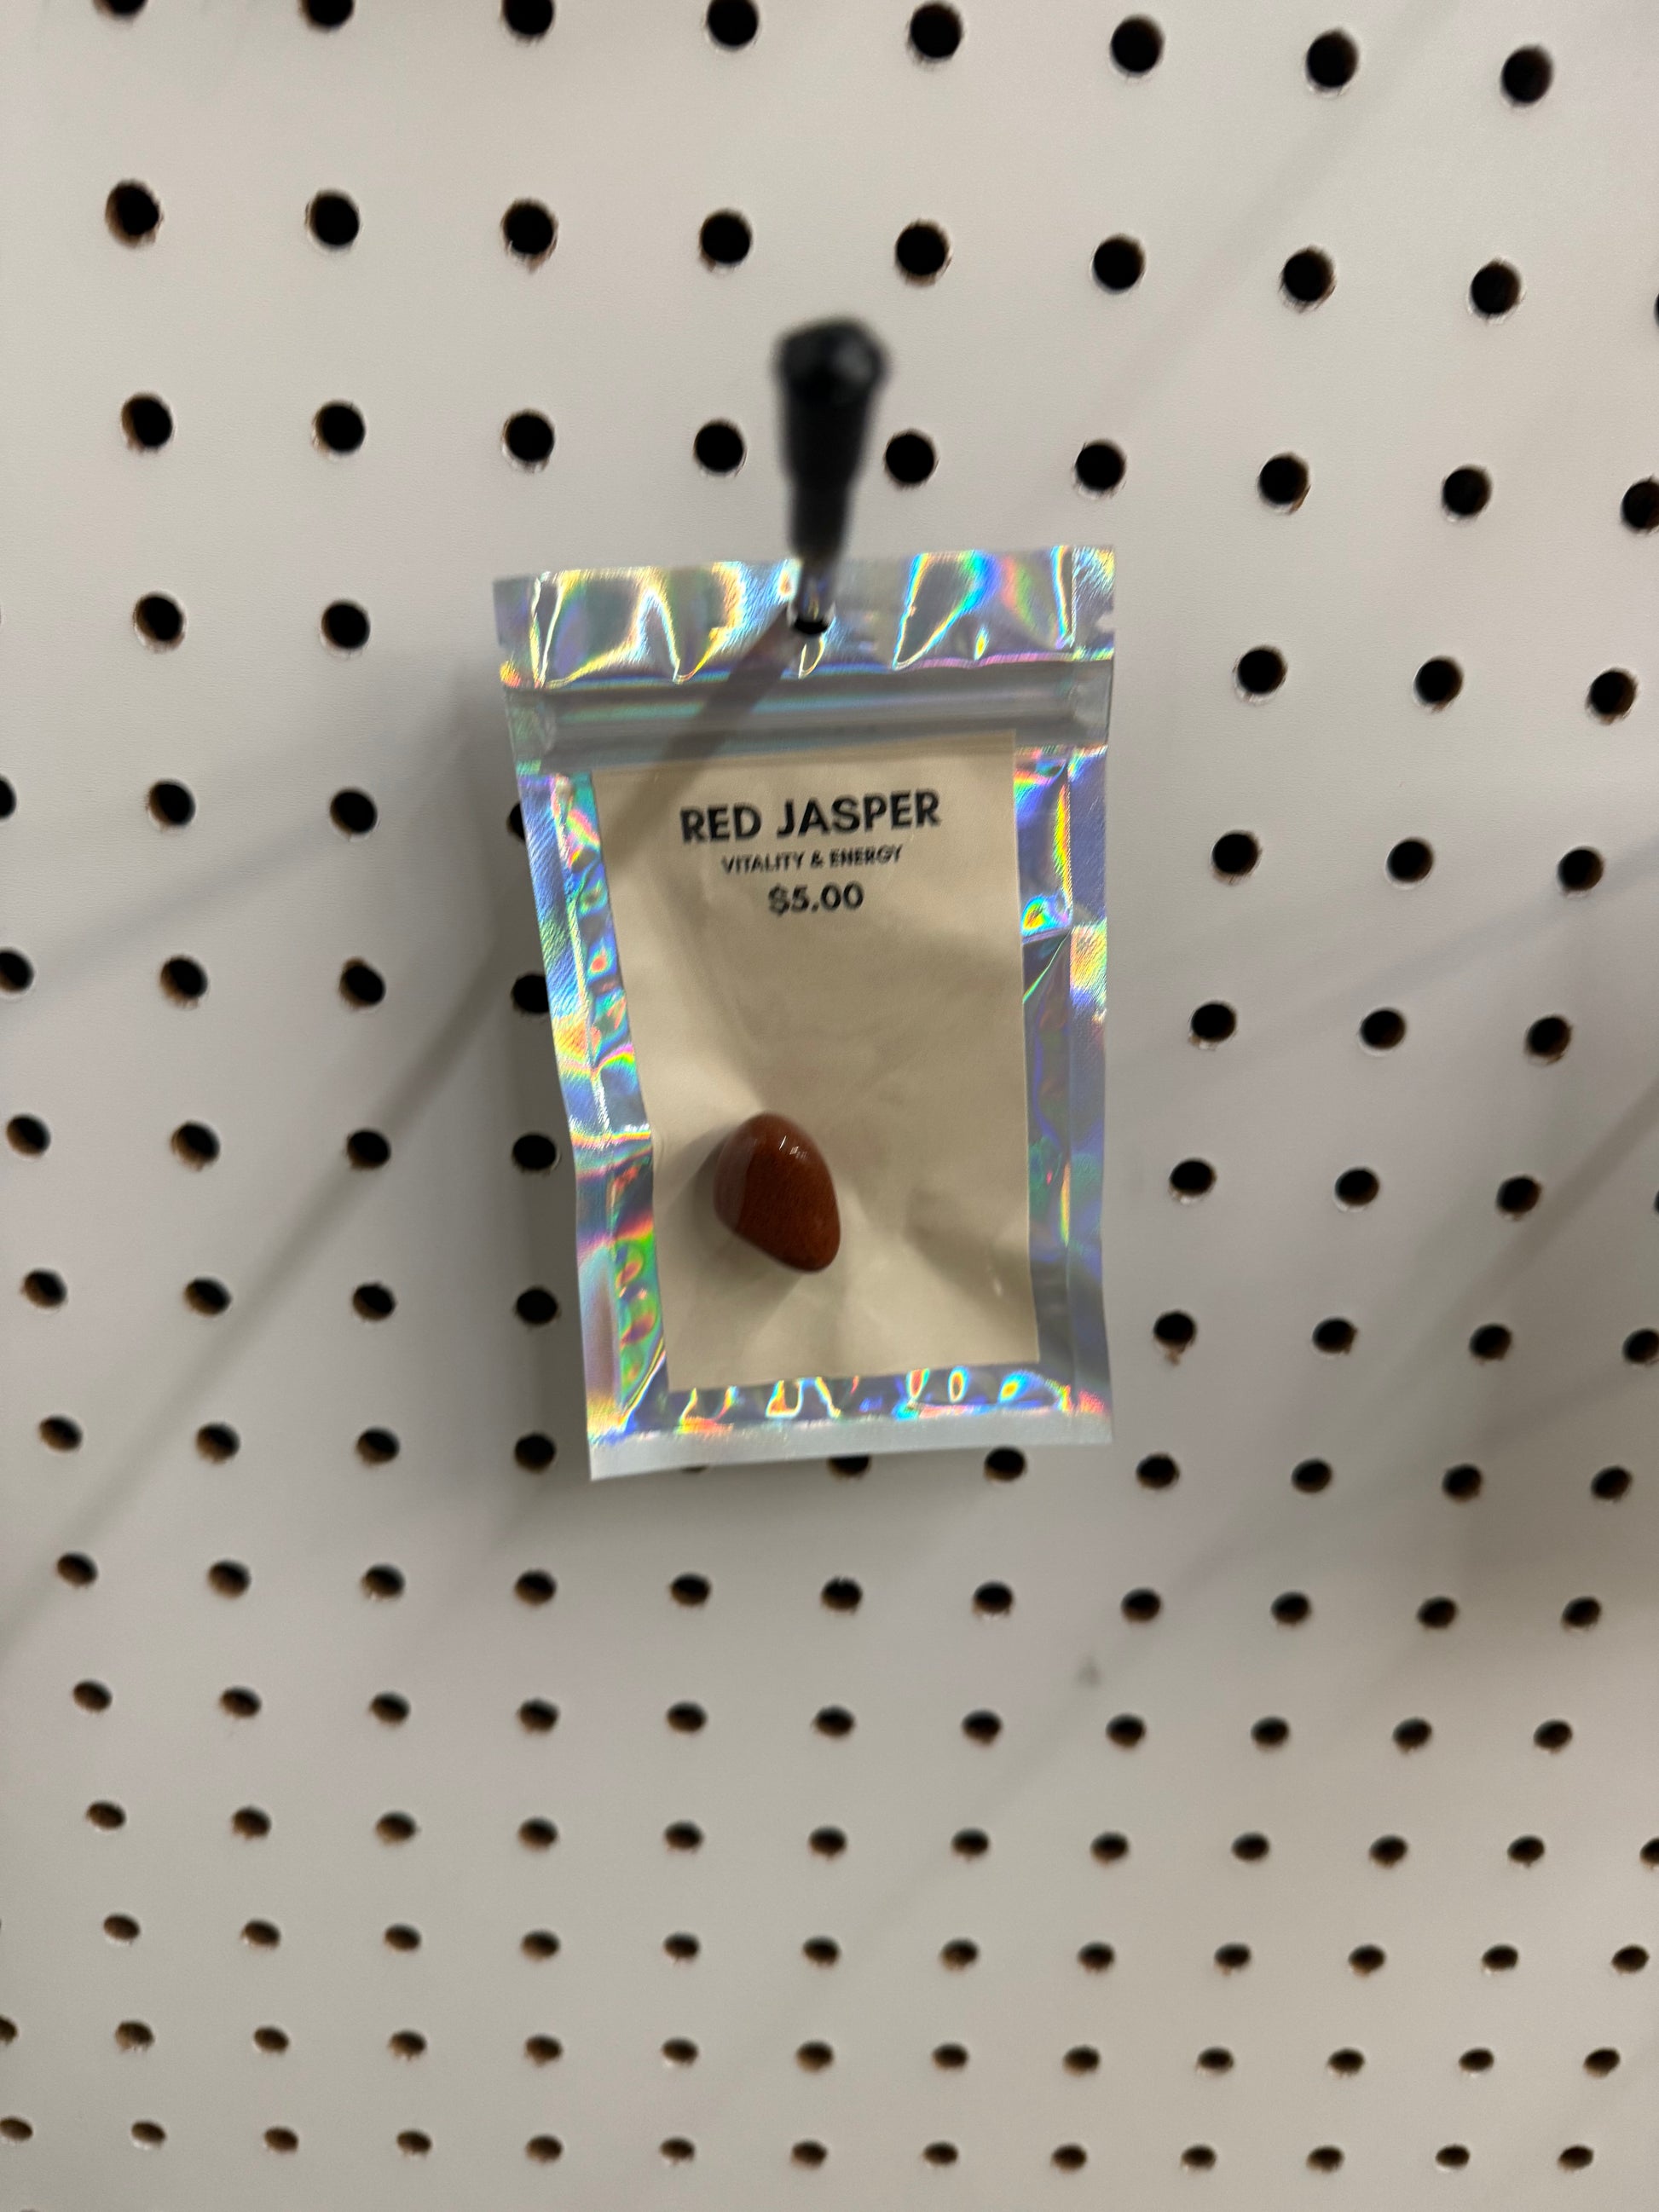 RED JASPER
VITALITY & ENERGY
$5.00